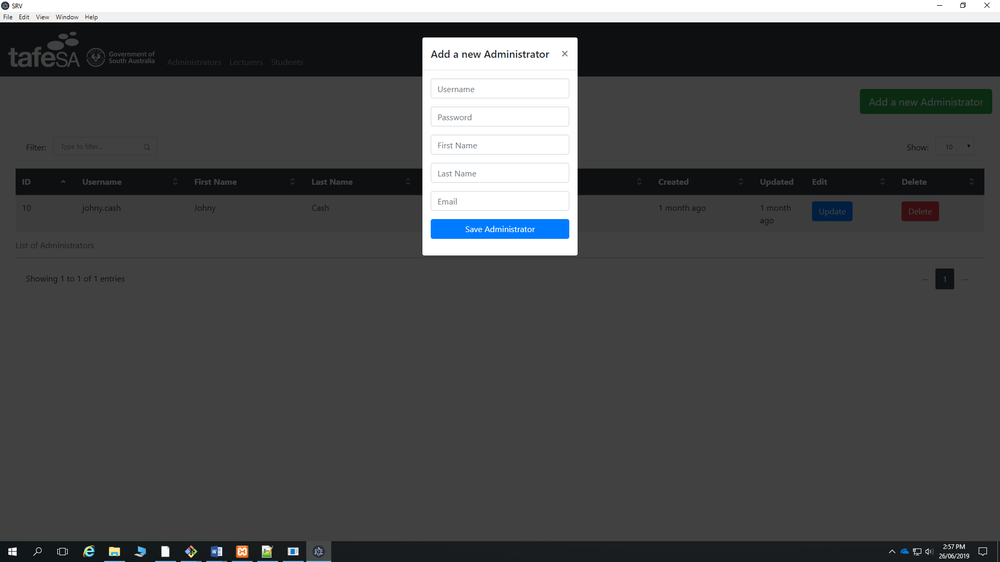 SRV
File Edit View Window Help
tafeSA
Government of
South Australia
Administrators Lecturers Students
Add a new Administrator ×
Username
Password
First Name
Last Name
Email
Save Administrator
Add a new Administrator
Filter: Type to filter... Show: 10
ID Username First Name Last Name Created Updated Edit Delete
10 johny.cash Johny Cash 1 month ago 1 month ago Update Delete
List of Administrators
Showing 1 to 1 of 1 entries ← 1 →
2:57 PM
26/06/2019